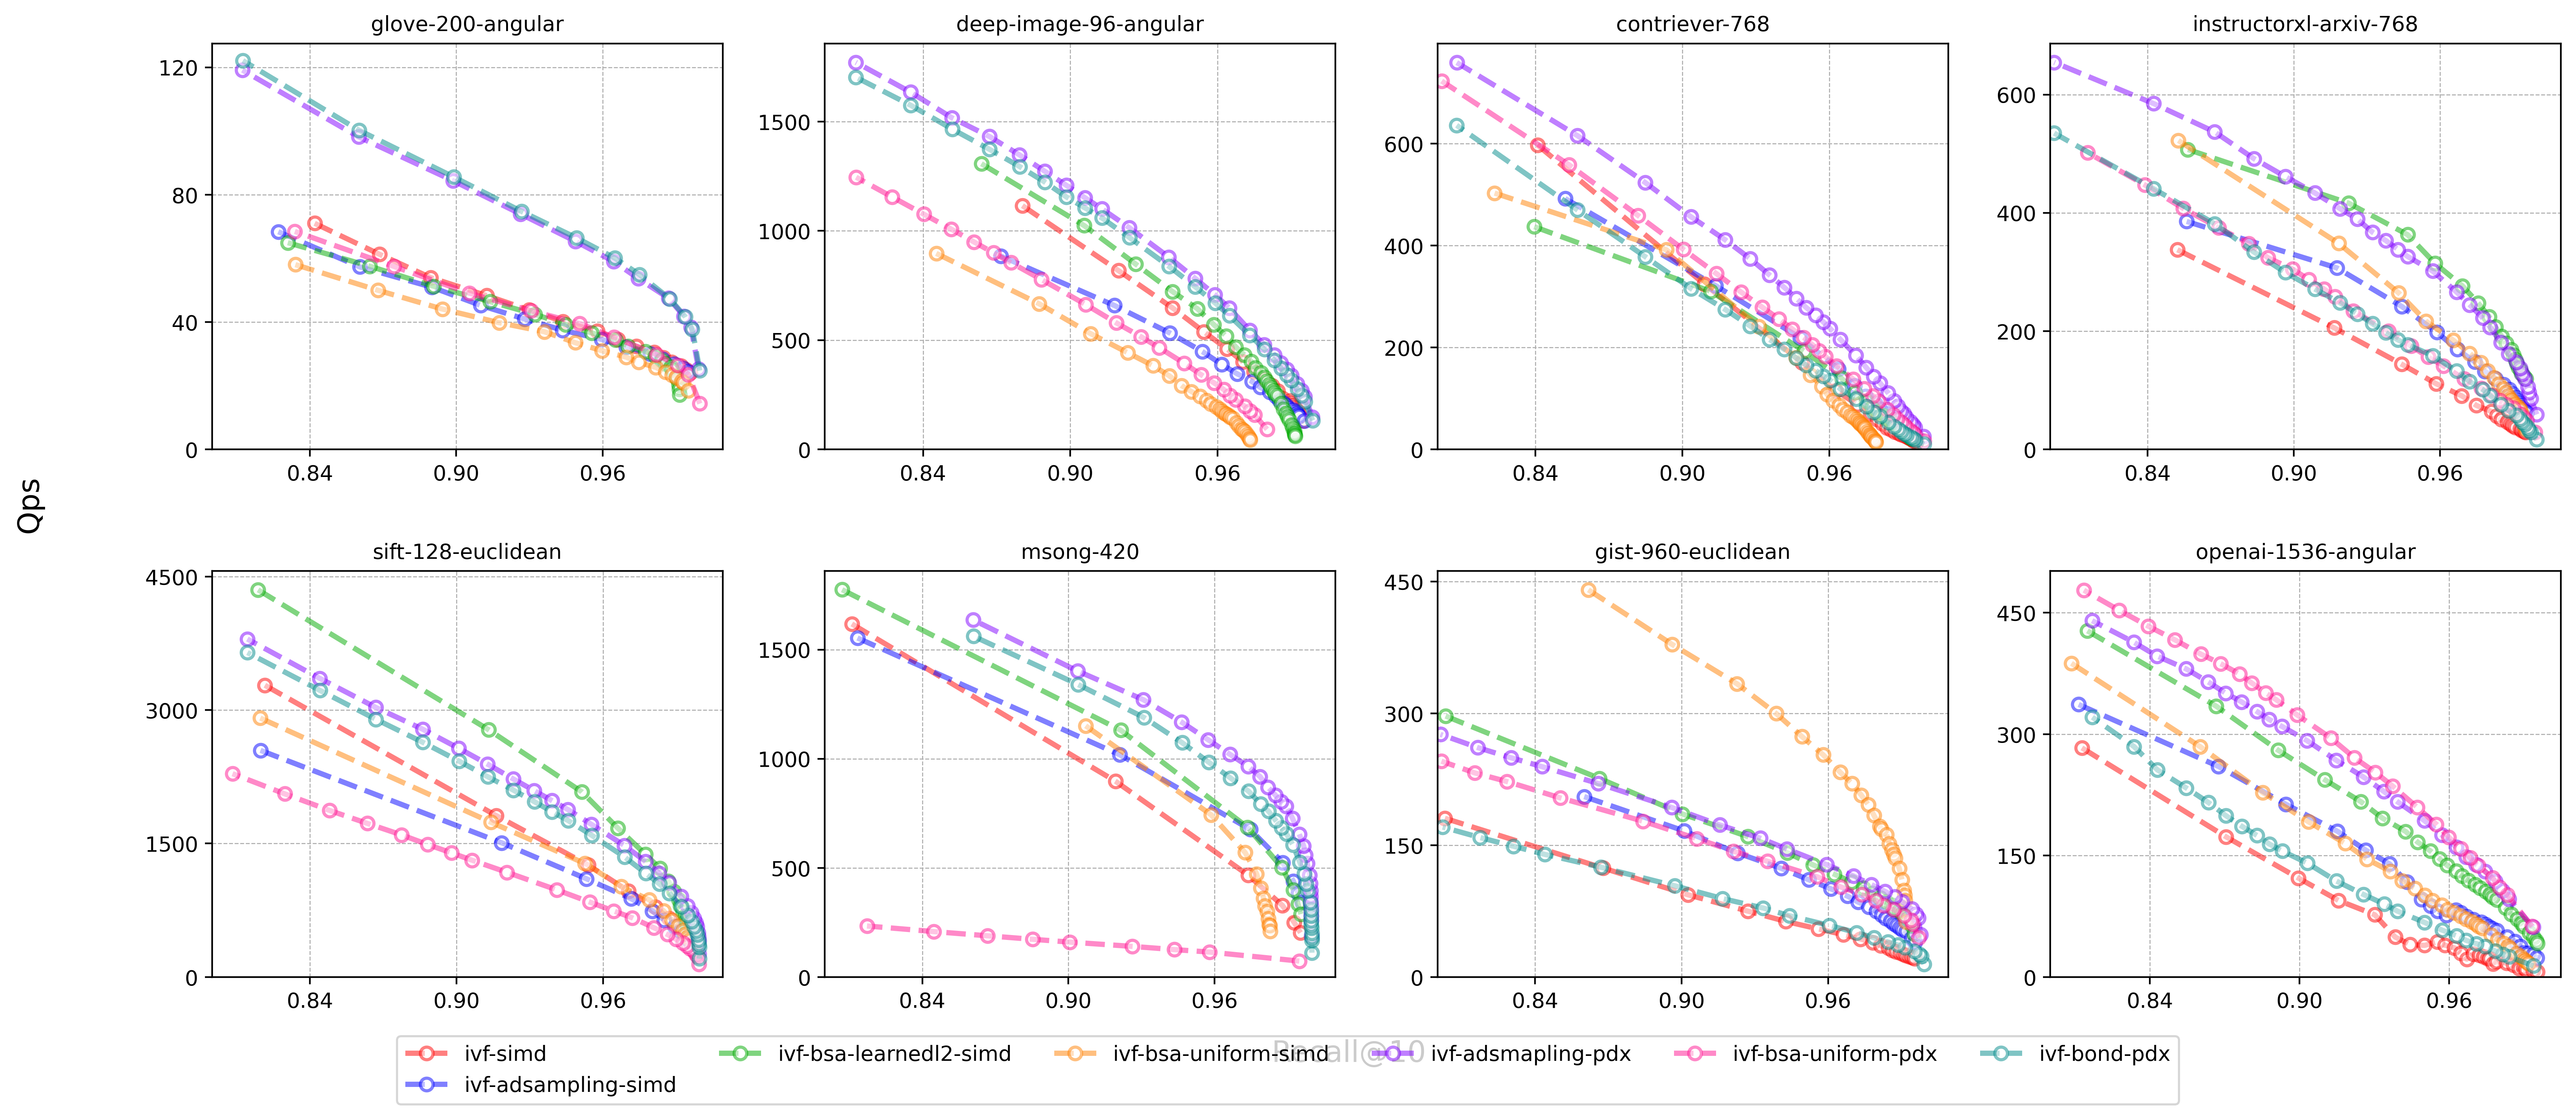 glove-200-angular
120
80
40
0
0.84 0.90 0.96
deep-image-96-angular
1500
1000
500
0
0.84 0.90 0.96
contriever-768
600
400
200
0
0.84 0.90 0.96
instructorxl-arxiv-768
600
400
200
0
0.84 0.90 0.96
Qps
sift-128-euclidean
4500
3000
1500
0
0.84 0.90 0.96
msong-420
1500
1000
500
0
0.84 0.90 0.96
gist-960-euclidean
450
300
150
0
0.84 0.90 0.96
openai-1536-angular
450
300
150
0
0.84 0.90 0.96
Recall@10
ivf-simd ivf-bsa-learnedl2-simd ivf-bsa-uniform-simd ivf-adsmapling-pdx ivf-bsa-uniform-pdx ivf-bond-pdx
ivf-adsampling-simd